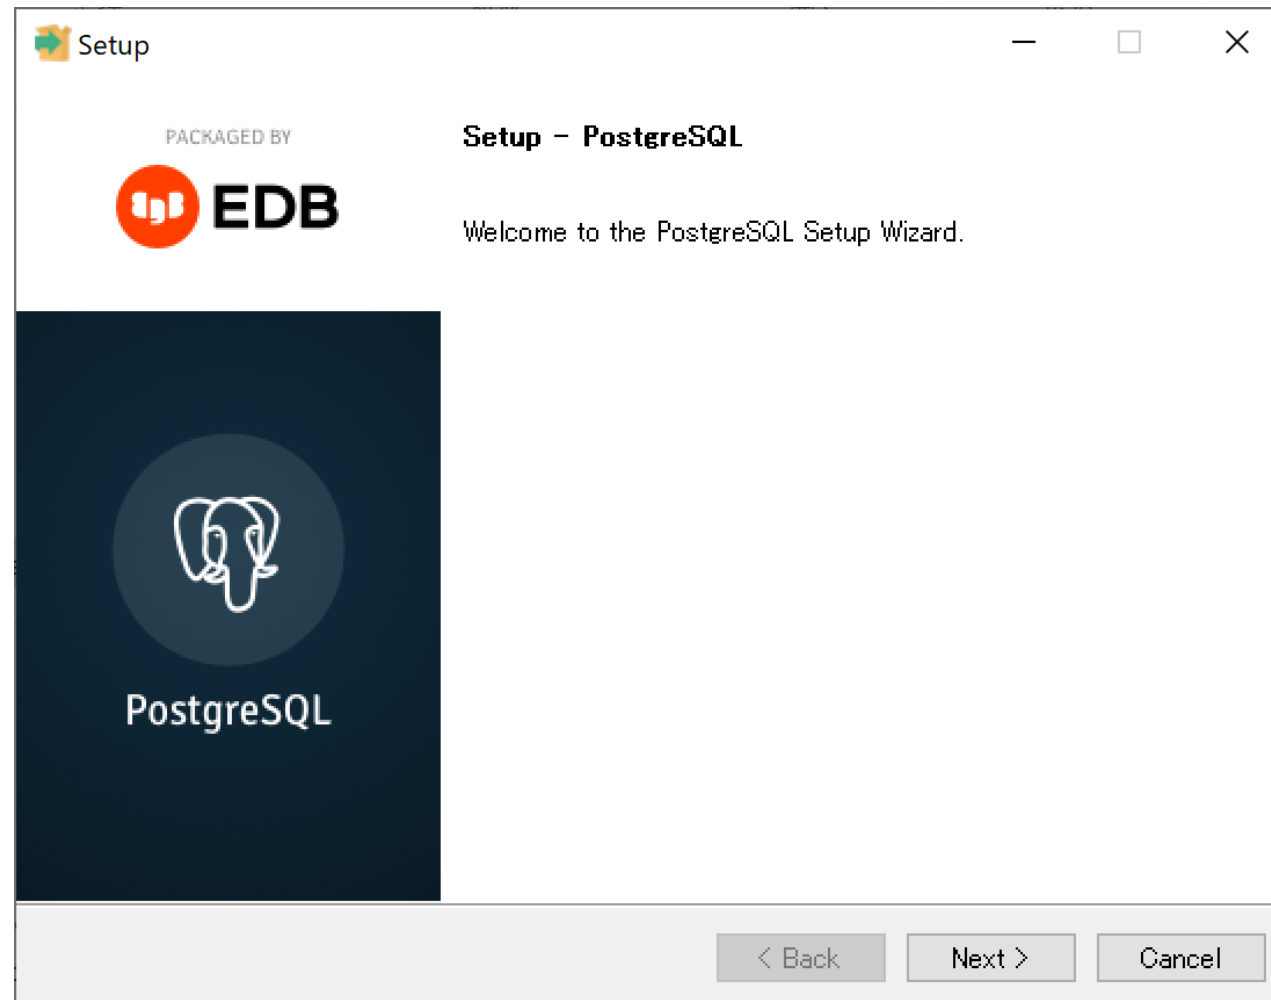 Setup
PACKAGED BY
EDB
Setup - PostgreSQL
Welcome to the PostgreSQL Setup Wizard.
PostgreSQL
< Back
Next >
Cancel